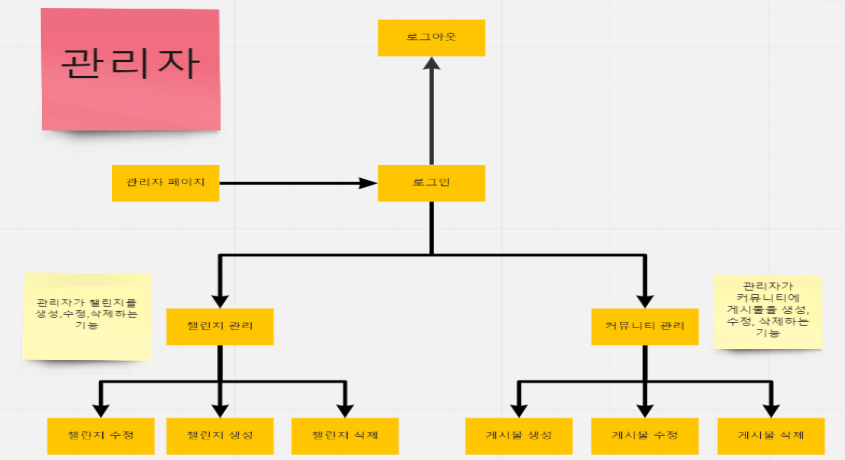 관리자
로그아웃
관리자 페이지
로그인
관리자가 챌린지를
생성,수정,삭제하는
기능
챌린지 관리
커뮤니티 관리
관리자가
커뮤니티에
게시물을 생성,
수정, 삭제하는
기능
챌린지 수정
챌린지 생성
챌린지 삭제
게시물 생성
게시물 수정
게시물 삭제